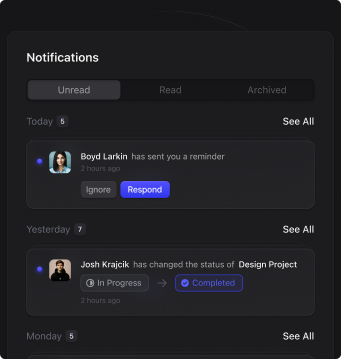 Notifications
Unread Read Archived
Today 5 See All
Boyd Larkin has sent you a reminder
2 hours ago
Ignore Respond
Yesterday 7 See All
Josh Krajcik has changed the status of Design Project
In Progress → Completed
2 hours ago
Monday 5 See All